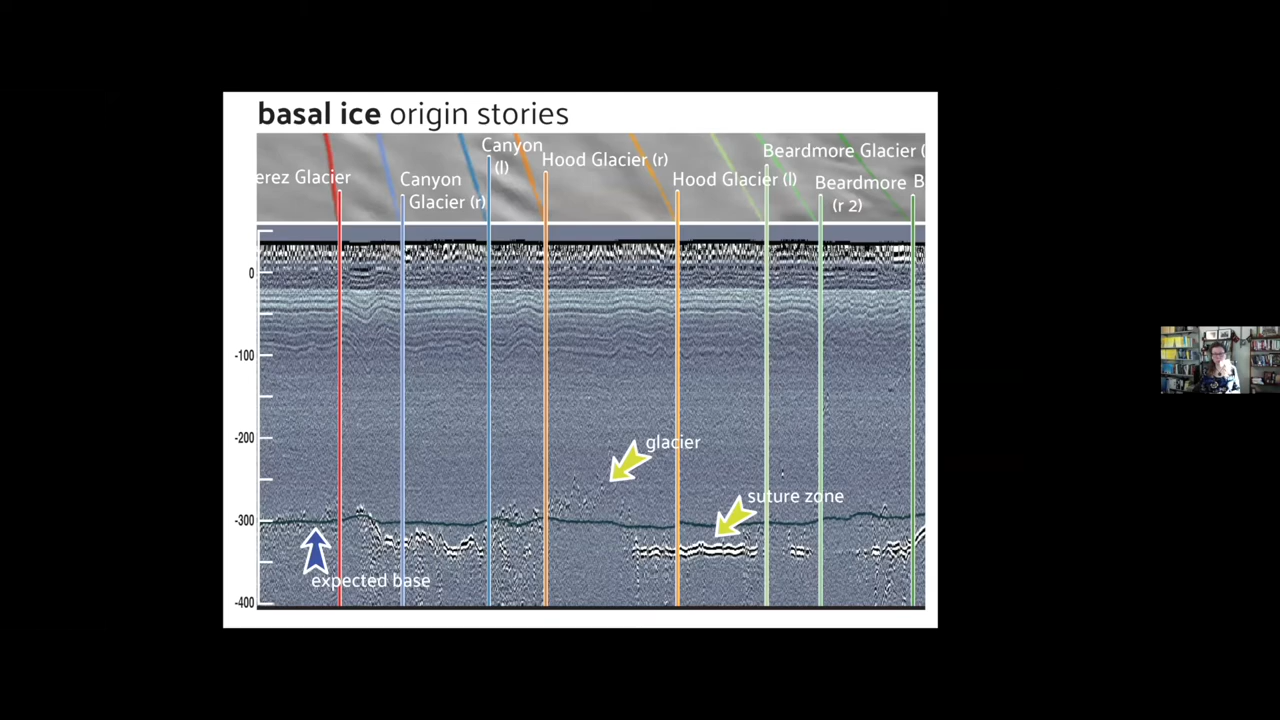 basal ice origin stories
erez Glacier
Canyon
Glacier (r)
Canyon
(l)
Hood Glacier (r)
Hood Glacier (l)
Beardmore Glacier (
Beardmore
(r 2)
B
0
-100
-200
-300
-400
glacier
suture zone
expected base